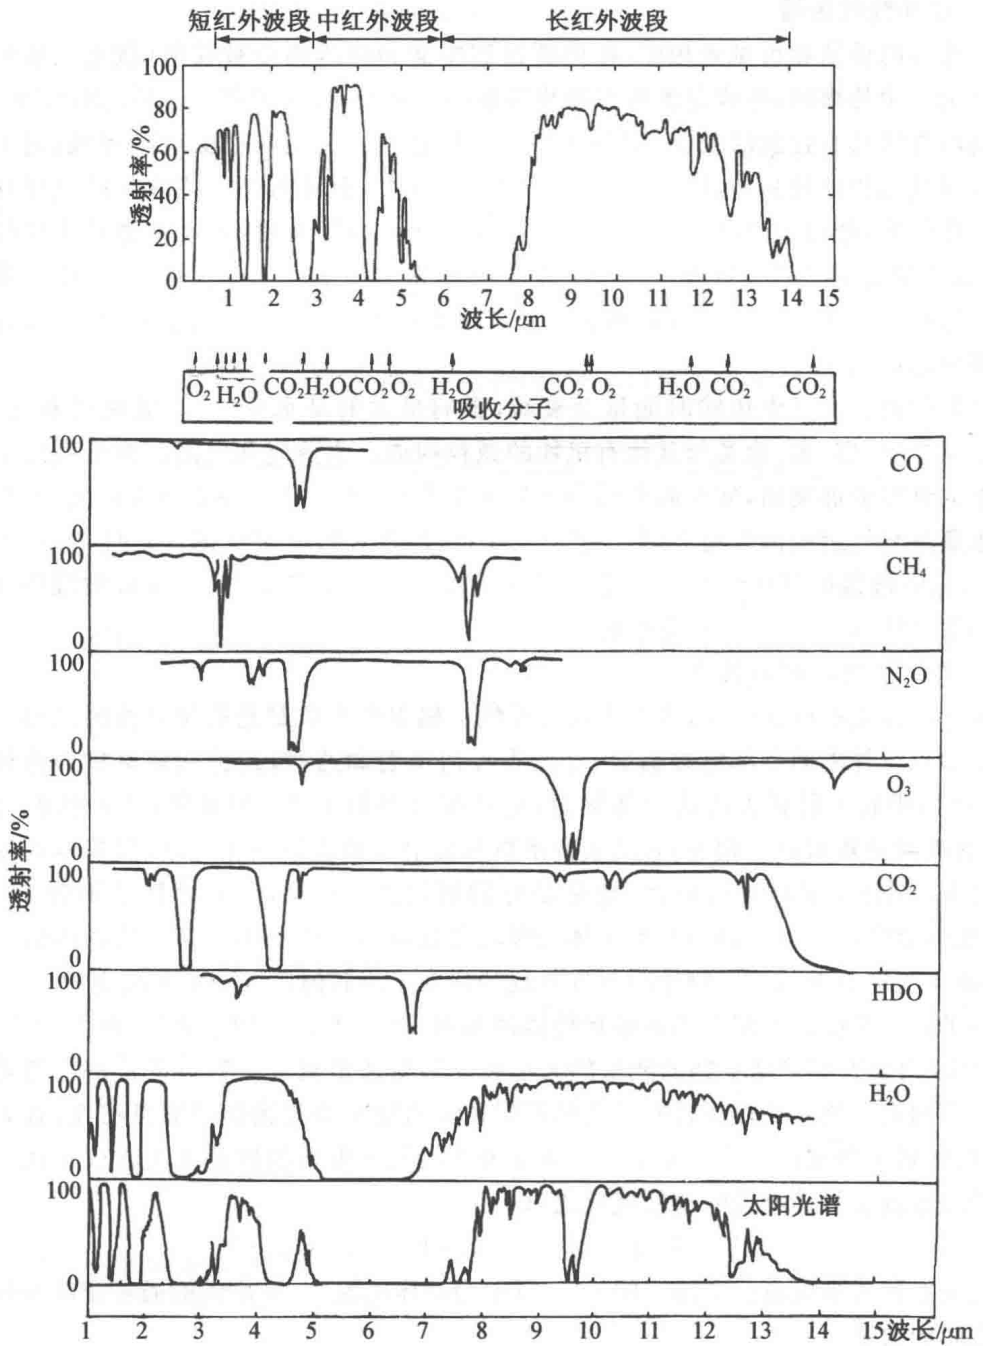 短红外波段 中红外波段 长红外波段
透射率/%
100
80
60
40
20
0
1 2 3 4 5 6 7 8 9 10 11 12 13 14 15
波长/μm
O₂ H₂O CO₂ H₂O CO₂ O₃ H₂O CO₂ O₃ H₂O CO₂ CO₂
吸收分子
透射率/%
100 CO
0
100 CH₄
0
100 N₂O
0
100 O₃
0
100 CO₂
0
100 HDO
0
100 H₂O
0
100 太阳光谱
0
1 2 3 4 5 6 7 8 9 10 11 12 13 14 15 波长/μm